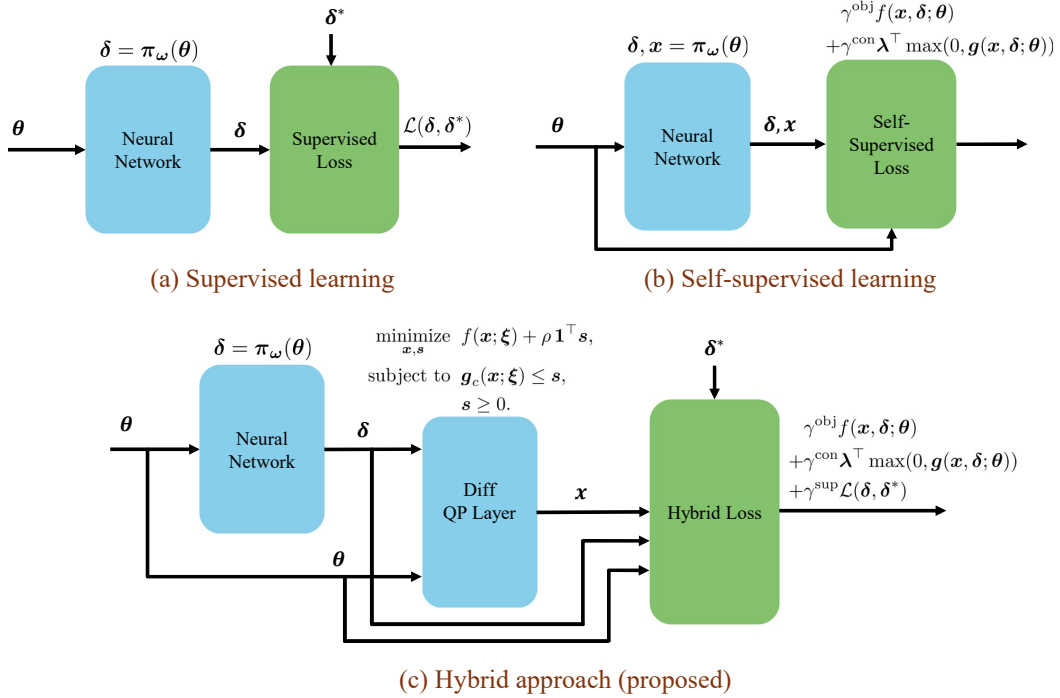 δ = π_ω(θ)
θ
Neural
Network
δ
δ*
Supervised
Loss
L(δ, δ*)
(a) Supervised learning
δ, x = π_ω(θ)
θ
Neural
Network
δ, x
γ^obj f(x, δ; θ)
+γ^con λ^⊤ max(0, g(x, δ; θ))
Self-
Supervised
Loss
(b) Self-supervised learning
δ = π_ω(θ)
θ
Neural
Network
δ
minimize_{x,s} f(x; ξ) + ρ 1^⊤ s,
subject to g_c(x; ξ) ≤ s,
s ≥ 0.
Diff
QP Layer
θ
x
δ*
Hybrid Loss
γ^obj f(x, δ; θ)
+γ^con λ^⊤ max(0, g(x, δ; θ))
+γ^sup L(δ, δ*)
(c) Hybrid approach (proposed)